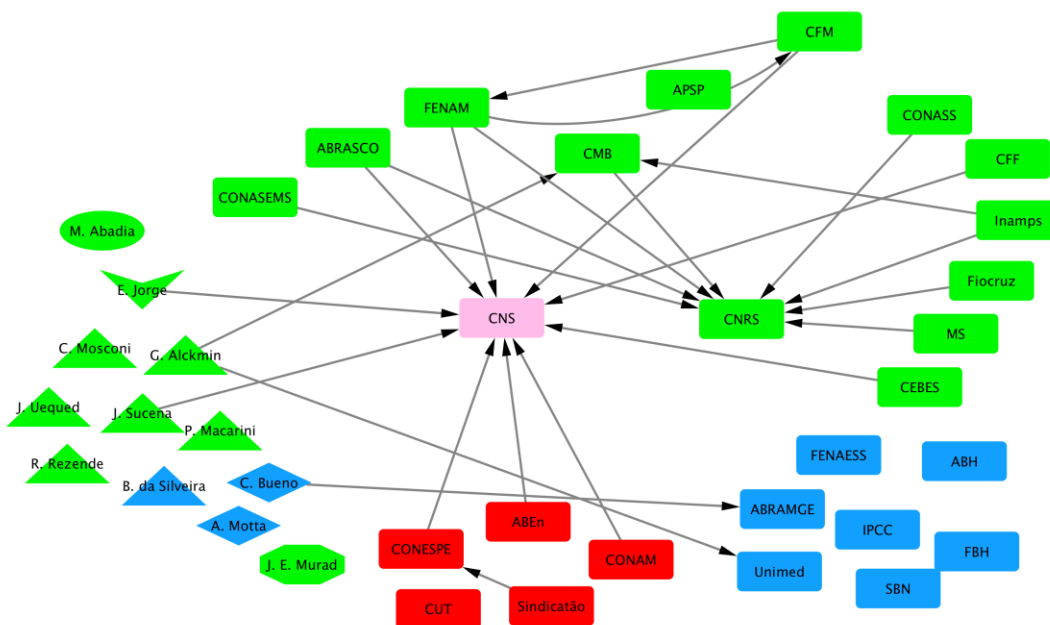 CFM
APSP
FENAM
CONASS
ABRASCO
CMB
CFF
CONASEMS
Inamps
M. Abadia
Fiocruz
E. Jorge
CNS
CNRS
MS
C. Mosconi
G. Alckmin
CEBES
J. Uequed
J. Sucena
P. Macarini
FENAESS
ABH
R. Rezende
B. da Silveira
C. Bueno
ABRAMGE
A. Motta
ABEn
IPCC
CONESPE
CONAM
FBH
J. E. Murad
Unimed
SBN
CUT
Sindicatão